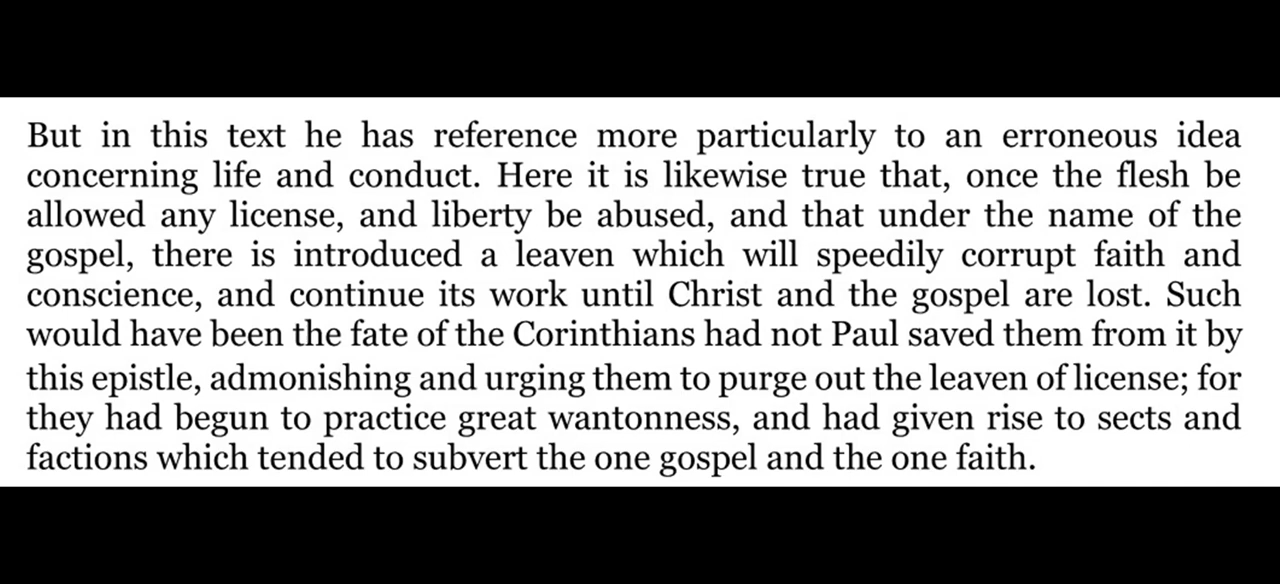 But in this text he has reference more particularly to an erroneous idea
concerning life and conduct. Here it is likewise true that, once the flesh be
allowed any license, and liberty be abused, and that under the name of the
gospel, there is introduced a leaven which will speedily corrupt faith and
conscience, and continue its work until Christ and the gospel are lost. Such
would have been the fate of the Corinthians had not Paul saved them from it by
this epistle, admonishing and urging them to purge out the leaven of license; for
they had begun to practice great wantonness, and had given rise to sects and
factions which tended to subvert the one gospel and the one faith.